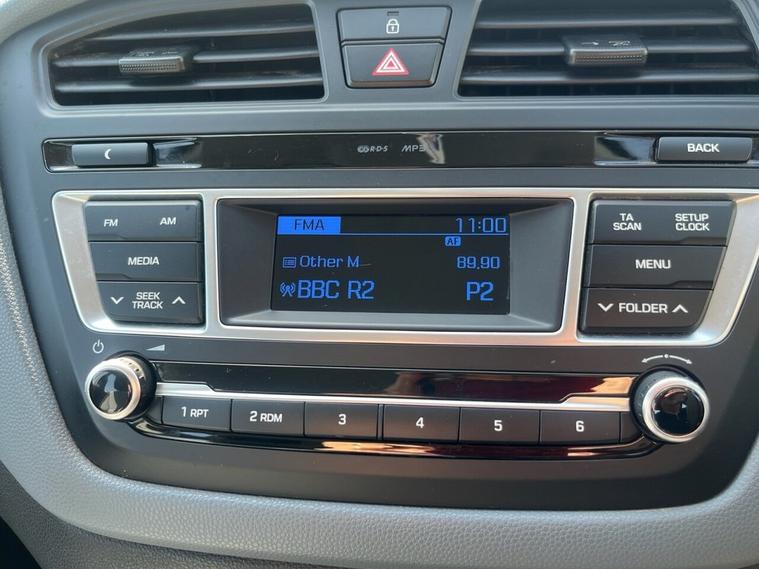 RDS MP3
BACK
FM AM
MEDIA
SEEK
TRACK
FMA 11:00
AF
Other M 89.90
BBC R2 P2
TA
SCAN
SETUP
CLOCK
MENU
FOLDER
1 RPT 2 RDM 3 4 5 6